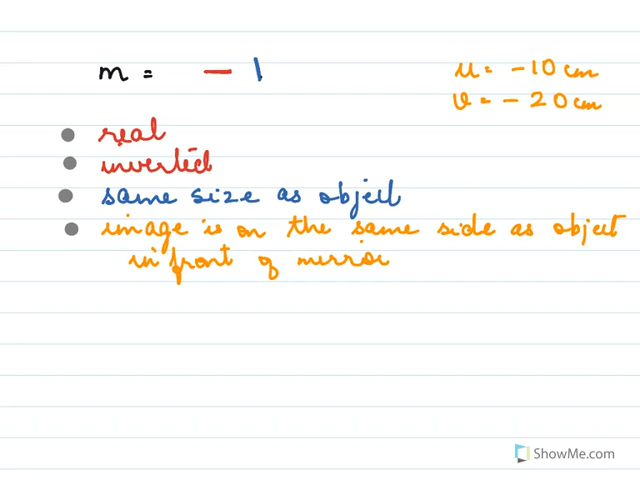 m = - 1
u = -10 cm
v = - 20 cm
real
inverted
same size as object
image is on the same side as object
in front of mirror
ShowMe.com